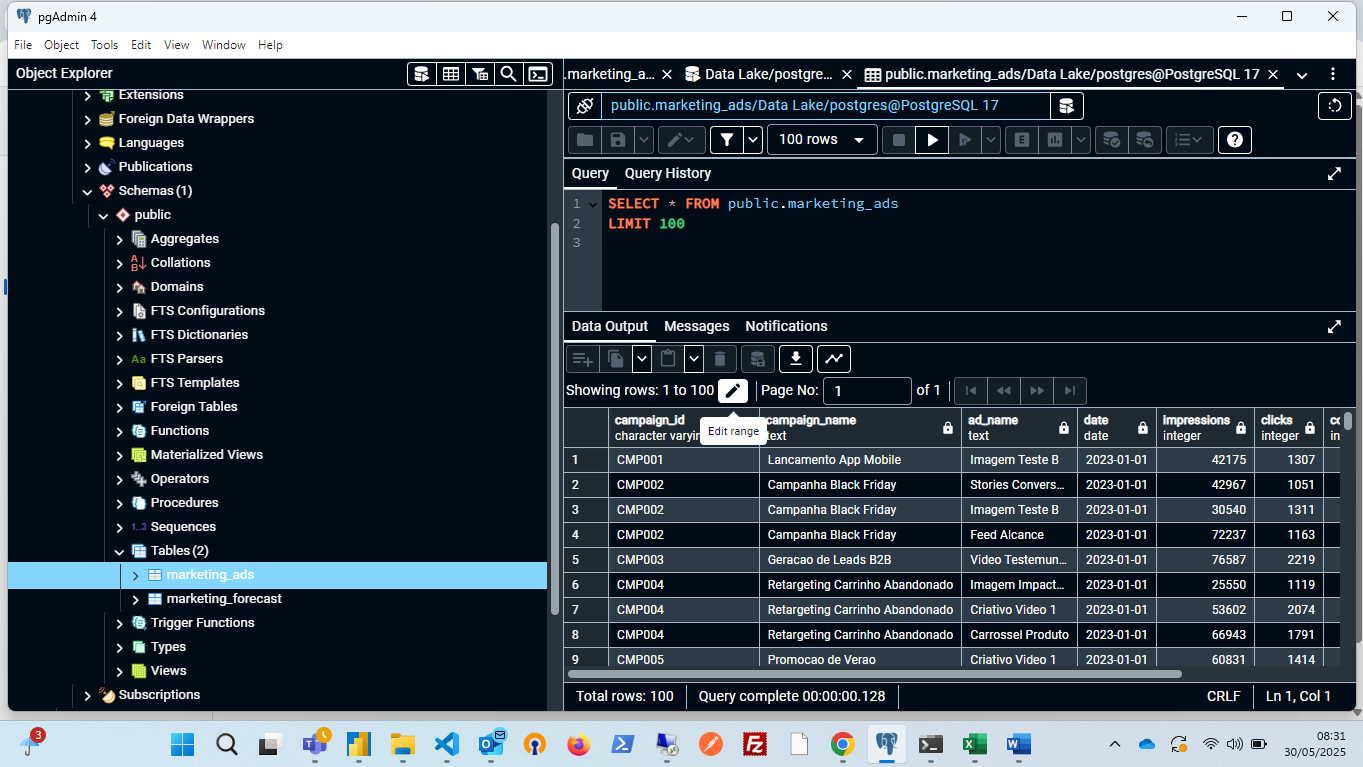 pgAdmin 4
File Object Tools Edit View Window Help
Object Explorer
Extensions
Foreign Data Wrappers
Languages
Publications
Schemas (1)
public
Aggregates
Collations
Domains
FTS Configurations
FTS Dictionaries
Aa FTS Parsers
FTS Templates
Foreign Tables
Functions
Materialized Views
Operators
Procedures
1..3 Sequences
Tables (2)
marketing_ads
marketing_forecast
Trigger Functions
Types
Views
Subscriptions
.marketing_a... Data Lake/postgre... public.marketing_ads/Data Lake/postgres@PostgreSQL 17
public.marketing_ads/Data Lake/postgres@PostgreSQL 17
100 rows
Query Query History
1 SELECT * FROM public.marketing_ads
2 LIMIT 100
3
Data Output Messages Notifications
Showing rows: 1 to 100 Page No: 1 of 1
Edit range
campaign_id campaign_name ad_name date impressions clicks
character varyin text text date integer integer in
1 CMP001 Lancamento App Mobile Imagem Teste B 2023-01-01 42175 1307
2 CMP002 Campanha Black Friday Stories Convers... 2023-01-01 42967 1051
3 CMP002 Campanha Black Friday Imagem Teste B 2023-01-01 30540 1311
4 CMP002 Campanha Black Friday Feed Alcance 2023-01-01 72237 1163
5 CMP003 Geracao de Leads B2B Video Testemun... 2023-01-01 76587 2219
6 CMP004 Retargeting Carrinho Abandonado Imagem Impact... 2023-01-01 25550 1119
7 CMP004 Retargeting Carrinho Abandonado Criativo Video 1 2023-01-01 53602 2074
8 CMP004 Retargeting Carrinho Abandonado Carrossel Produto 2023-01-01 66943 1791
9 CMP005 Promocao de Verao Criativo Video 1 2023-01-01 60831 1414
Total rows: 100 Query complete 00:00:00.128 CRLF Ln 1, Col 1
3
08:31
30/05/2025